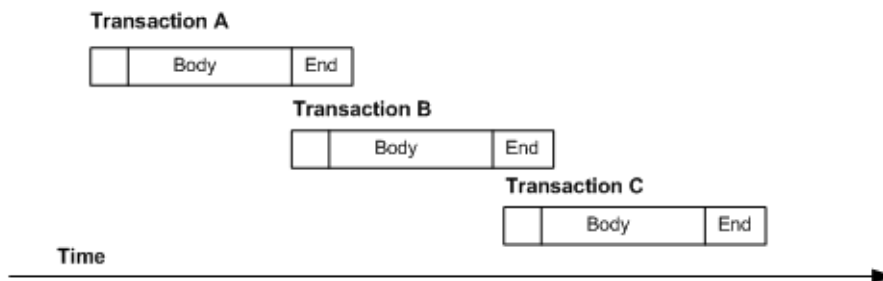 Transaction A
Body End
Transaction B
Body End
Transaction C
Body End
Time